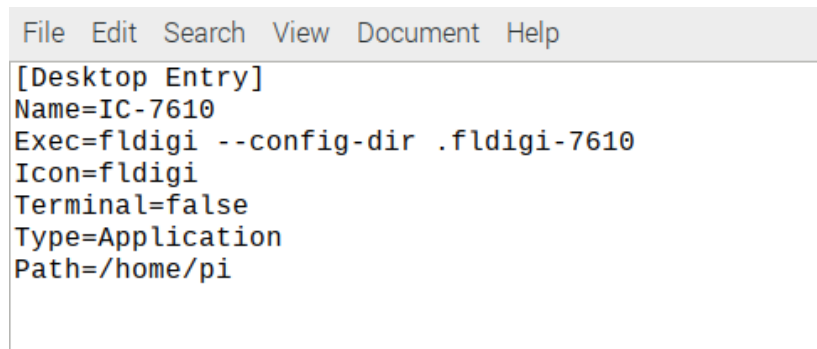 File Edit Search View Document Help
[Desktop Entry]
Name=IC-7610
Exec=fldigi --config-dir .fldigi-7610
Icon=fldigi
Terminal=false
Type=Application
Path=/home/pi